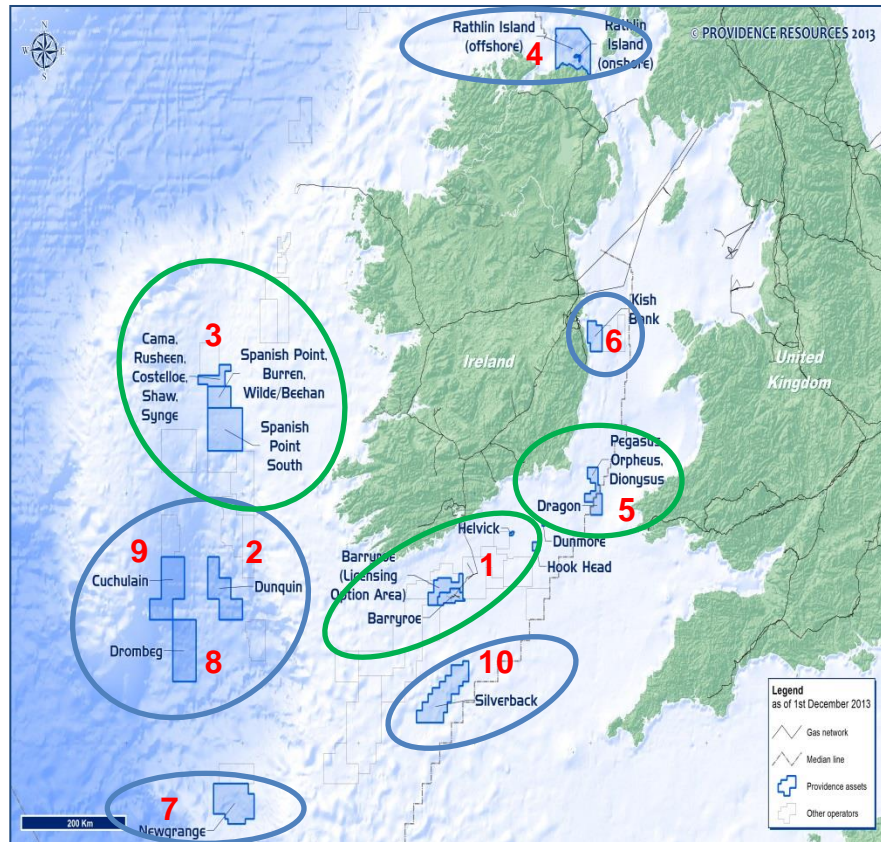 N
W
E
S
Rathlin Island
(offshore)
4
Rathlin
Island
(onshore)
© PROVIDENCE RESOURCES 2013
3
Cama,
Rusheen,
Costelloe,
Shaw,
Synge
Spanish Point,
Burren,
Wilde/Beehan
Spanish
Point
South
Ireland
Kish
Bank
6
United
Kingdom
Pegasus,
Orpheus,
Dionysus
Dragon
5
Helvick
Dunmore
Hook Head
1
Barryroe
(Licensing
Option Area)
Barryroe
9
2
Cuchulain
Dunquin
Drombeg
8
10
Silverback
7
Newgrange
200 Km
Legend
as of 1st December 2013
Gas network
Median line
Providence assets
Other operators